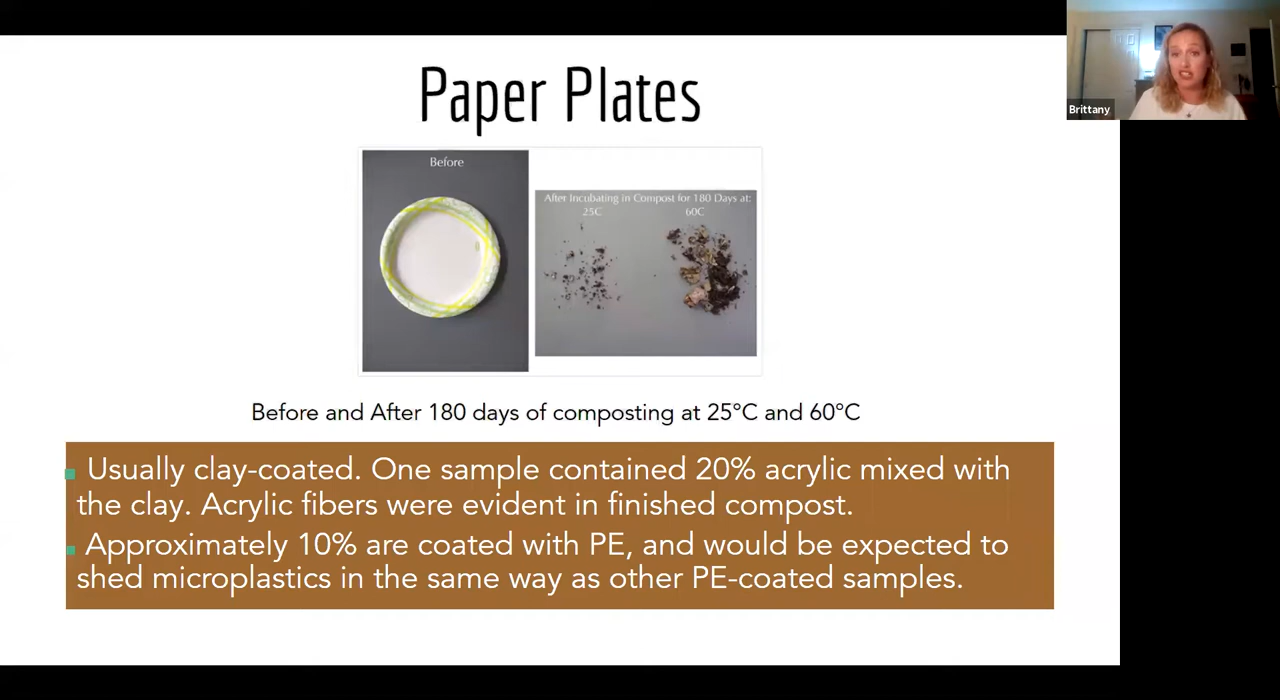 Paper Plates
Brittany
Before
After Incubating in Compost for 180 Days at:
25C 60C
Before and After 180 days of composting at 25°C and 60°C
Usually clay-coated. One sample contained 20% acrylic mixed with
the clay. Acrylic fibers were evident in finished compost.
Approximately 10% are coated with PE, and would be expected to
shed microplastics in the same way as other PE-coated samples.